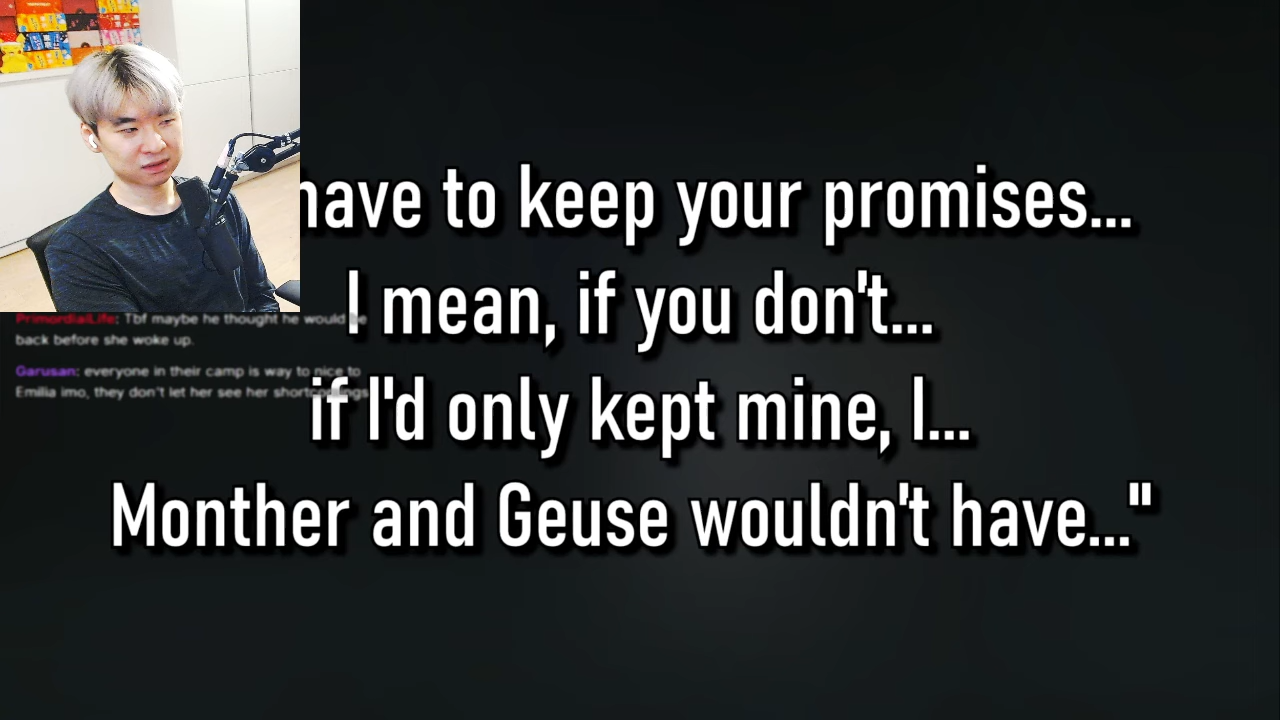 have to keep your promises...
I mean, if you don't...
if I'd only kept mine, I...
Monther and Geuse wouldn't have..."
PrimordialLife: Tbf maybe he thought he would be
back before she woke up.
Garusan: everyone in their camp is way to nice to
Emilia imo, they don't let her see her shortcomings